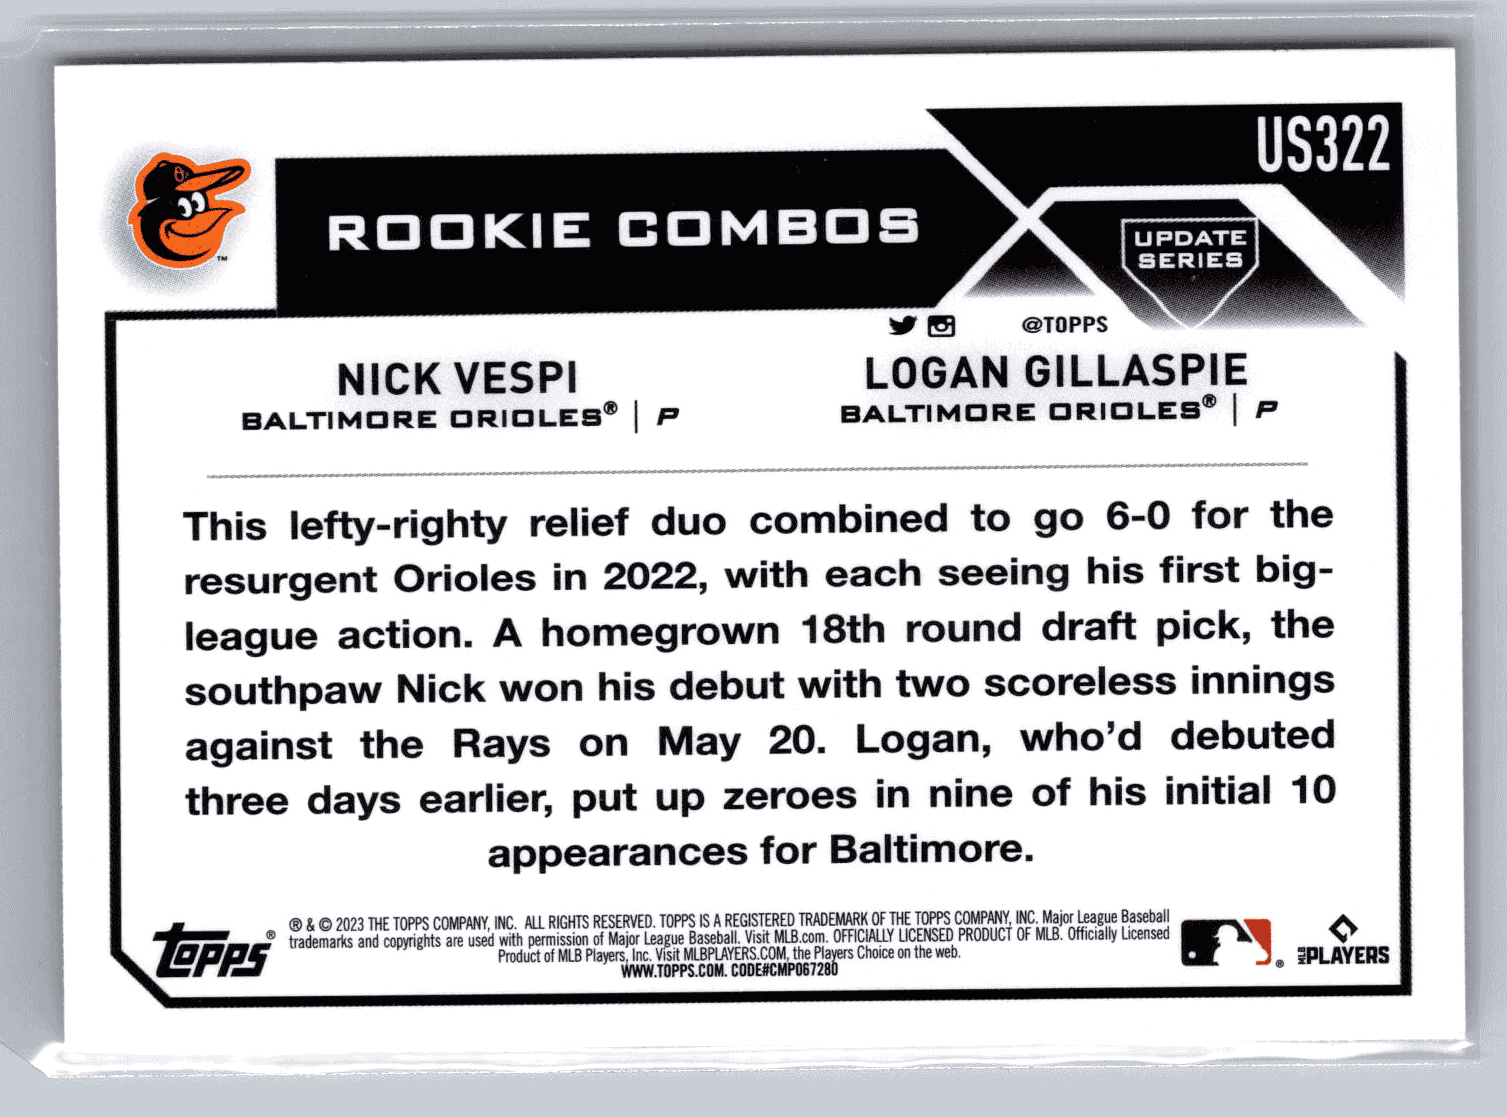 US322
ROOKIE COMBOS
UPDATE
SERIES
TM
@TOPPS
NICK VESPI
BALTIMORE ORIOLES® | P
LOGAN GILLASPIE
BALTIMORE ORIOLES® | P
This lefty-righty relief duo combined to go 6-0 for the
resurgent Orioles in 2022, with each seeing his first big-
league action. A homegrown 18th round draft pick, the
southpaw Nick won his debut with two scoreless innings
against the Rays on May 20. Logan, who'd debuted
three days earlier, put up zeroes in nine of his initial 10
appearances for Baltimore.
TOPPS®
® & © 2023 THE TOPPS COMPANY, INC. ALL RIGHTS RESERVED. TOPPS IS A REGISTERED TRADEMARK OF THE TOPPS COMPANY, INC. Major League Baseball
trademarks and copyrights are used with permission of Major League Baseball. Visit MLB.com. OFFICIALLY LICENSED PRODUCT OF MLB. Officially Licensed
Product of MLB Players, Inc. Visit MLBPLAYERS.COM, the Players Choice on the web.
WWW.TOPPS.COM. CODE#CMP067280
®
MLB PLAYERS